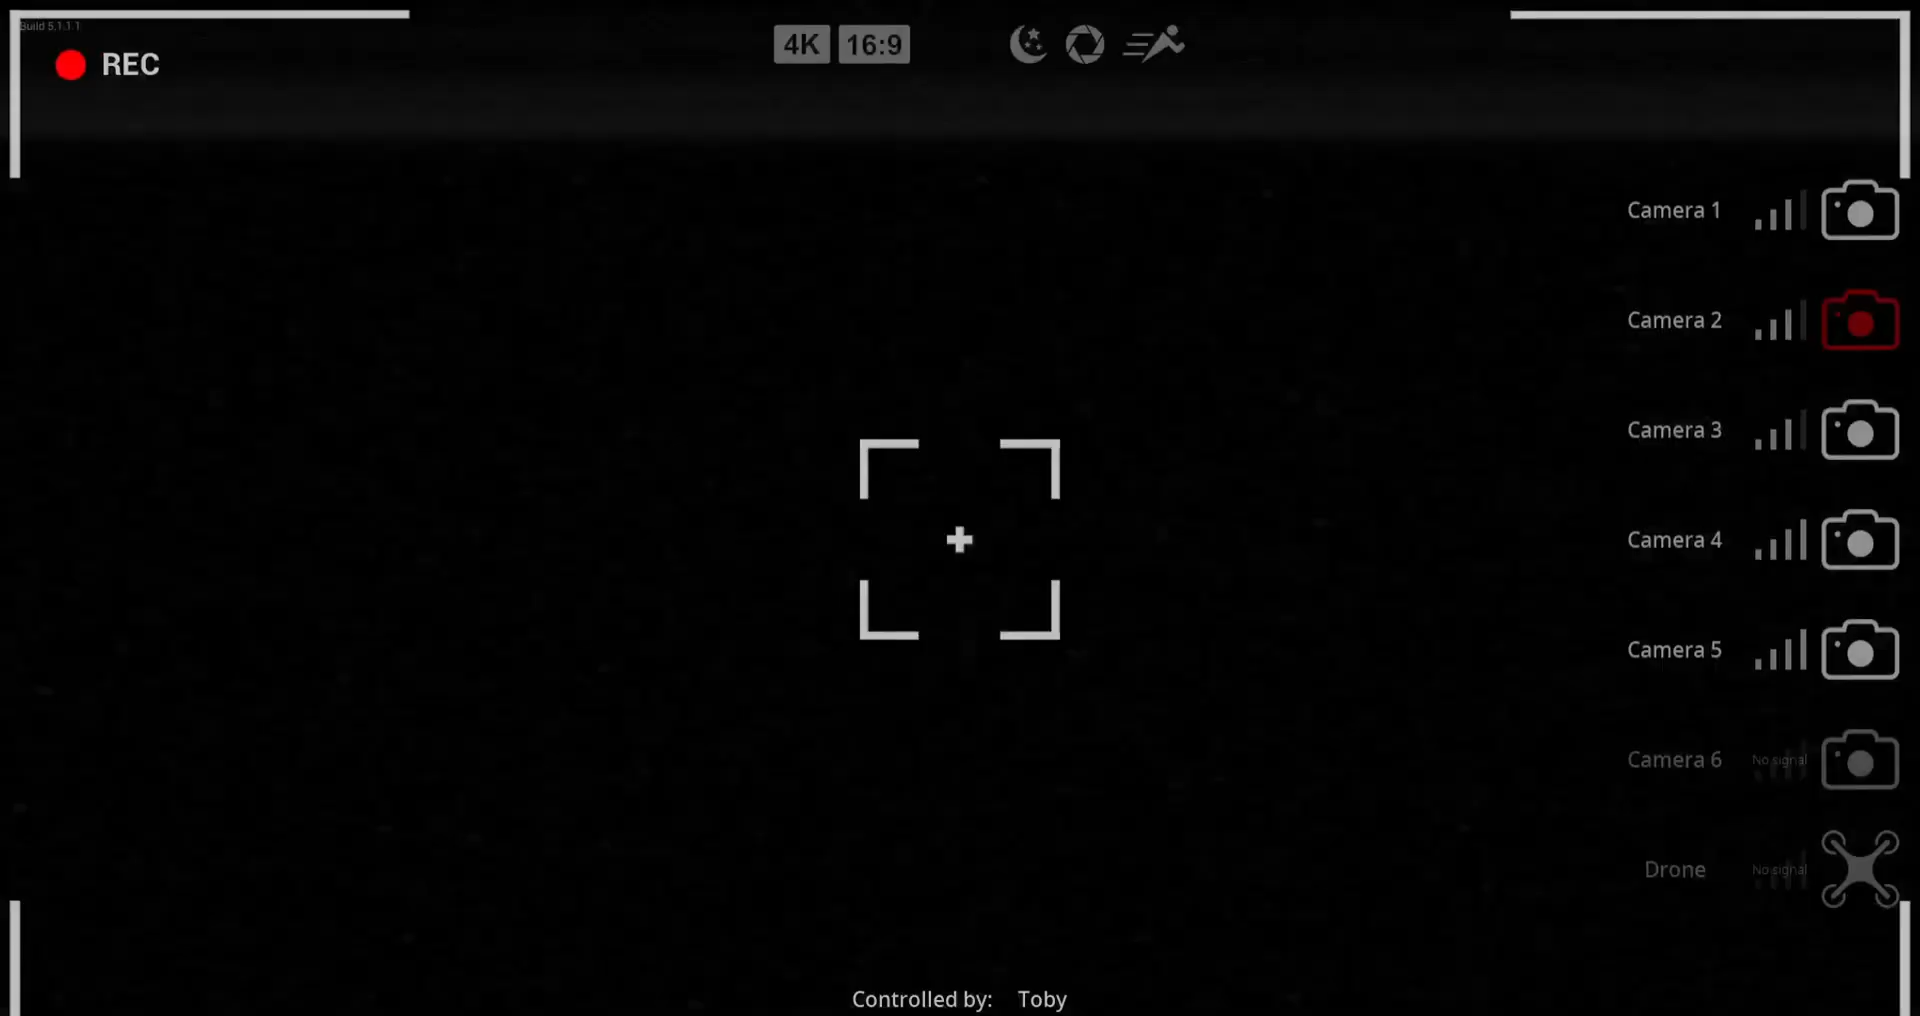 Build 5.1.1.1
REC
4K 16:9
Camera 1
Camera 2
Camera 3
Camera 4
Camera 5
Camera 6 No signal
Drone No signal
Controlled by: Toby